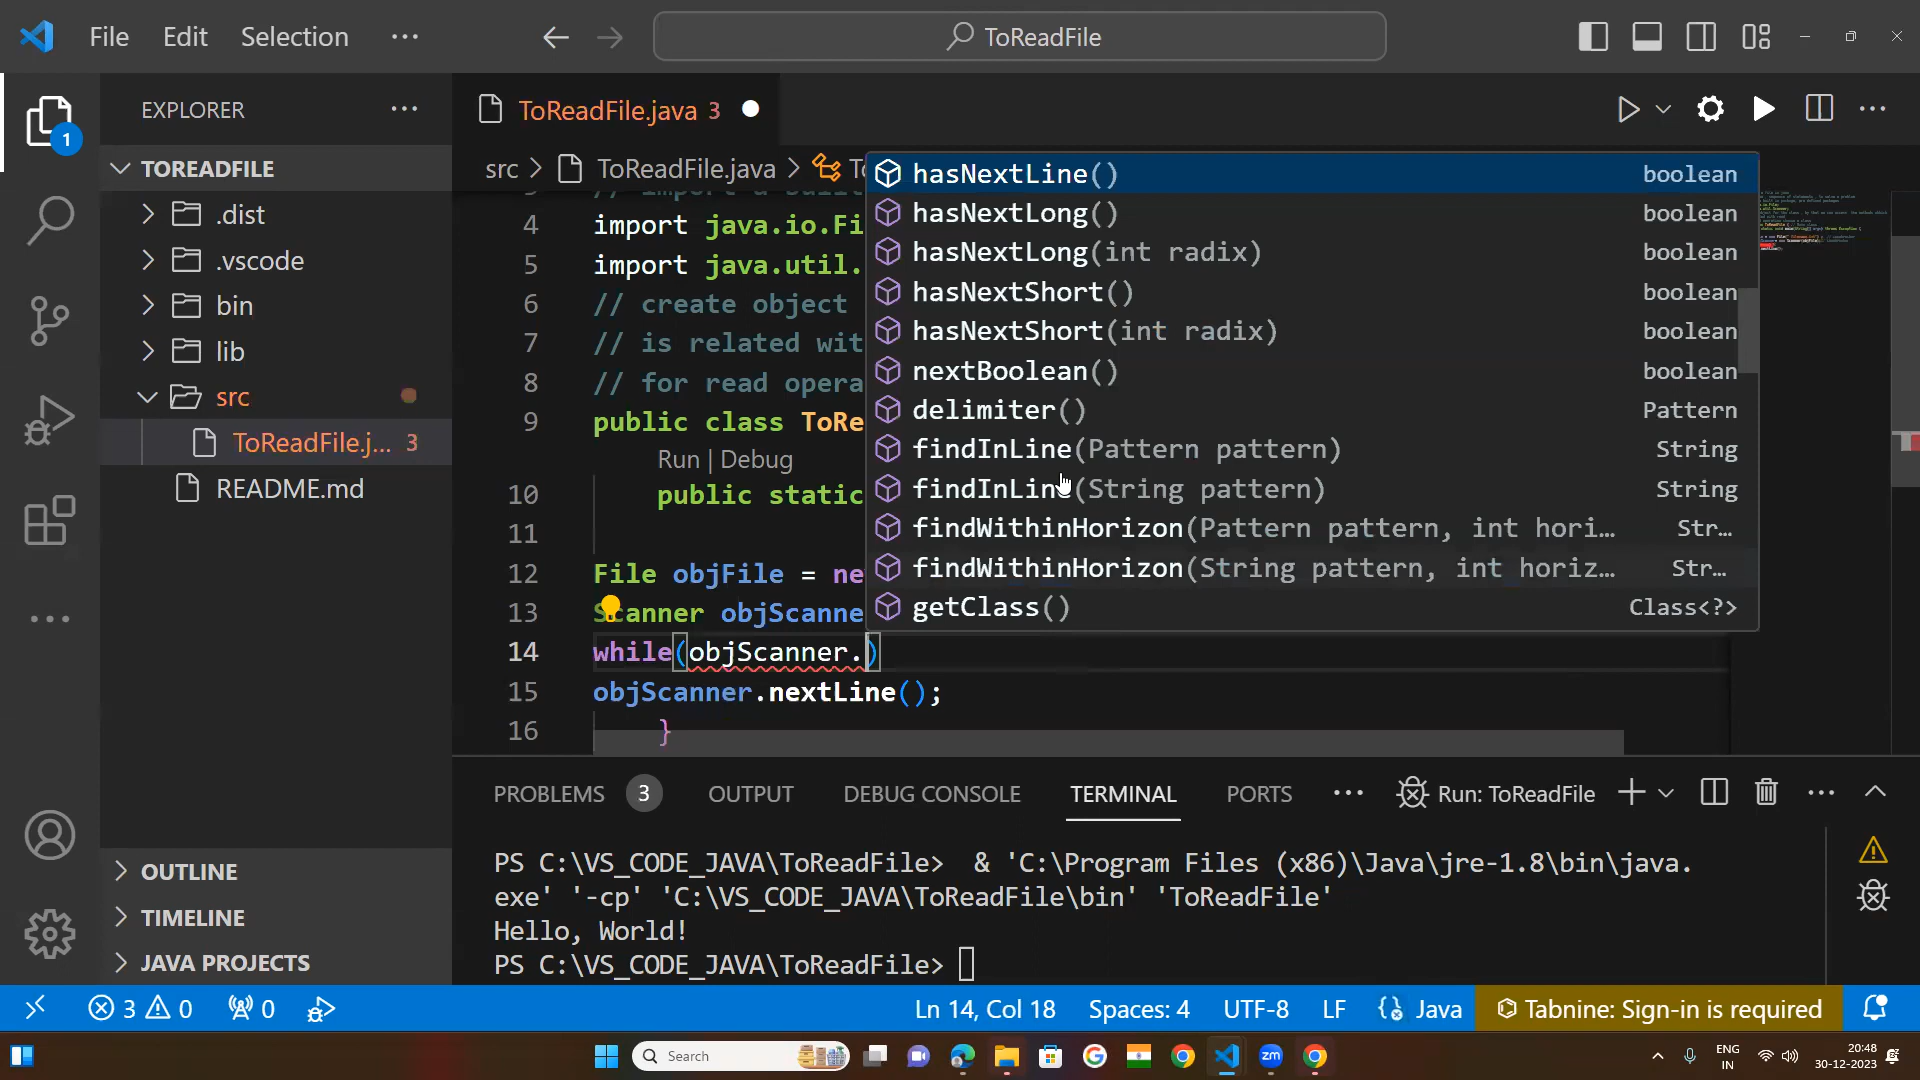 File Edit Selection ··· ToReadFile
EXPLORER ···
TOREADFILE
.dist
.vscode
bin
lib
src
ToReadFile.j... 3
README.md
OUTLINE
TIMELINE
JAVA PROJECTS
1
ToReadFile.java 3
src > ToReadFile.java >
4 import java.io.Fi
5 import java.util.
6 // create object
7 // is related wit
8 // for read opera
9 public class ToRe
Run | Debug
10 public static
11
12 File objFile = ne
13 Scanner objScanne
14 while(objScanner.)
15 objScanner.nextLine();
16 }
hasNextLine() boolean
hasNextLong() boolean
hasNextLong(int radix) boolean
hasNextShort() boolean
hasNextShort(int radix) boolean
nextBoolean() boolean
delimiter() Pattern
findInLine(Pattern pattern) String
findInLine(String pattern) String
findWithinHorizon(Pattern pattern, int hori... Str...
findWithinHorizon(String pattern, int horiz... Str...
getClass() Class<?>
PROBLEMS 3 OUTPUT DEBUG CONSOLE TERMINAL PORTS ··· Run: ToReadFile
PS C:\VS_CODE_JAVA\ToReadFile> & 'C:\Program Files (x86)\Java\jre-1.8\bin\java.
exe' '-cp' 'C:\VS_CODE_JAVA\ToReadFile\bin' 'ToReadFile'
Hello, World!
PS C:\VS_CODE_JAVA\ToReadFile>
3 0 0 Ln 14, Col 18 Spaces: 4 UTF-8 LF Java Tabnine: Sign-in is required
Search zm ENG IN 20:48 30-12-2023